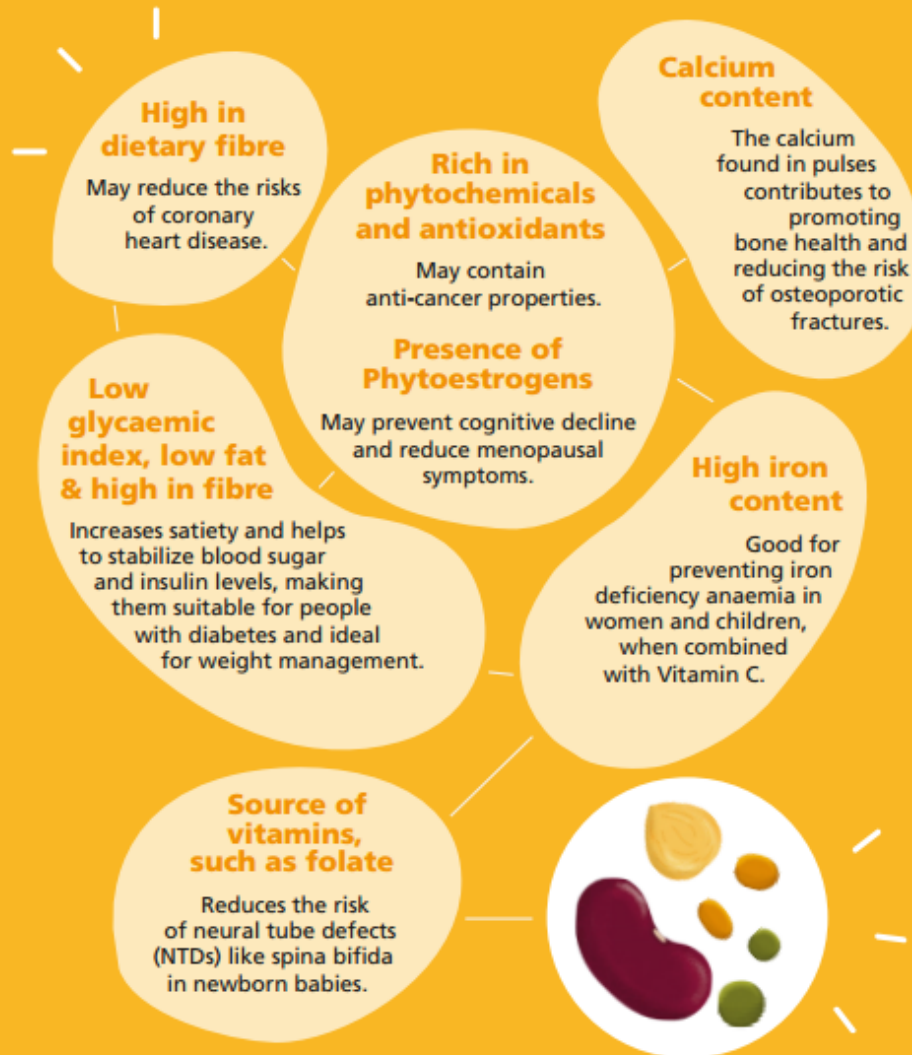 High in
dietary fibre
May reduce the risks
of coronary
heart disease.
Rich in
phytochemicals
and antioxidants
May contain
anti-cancer properties.
Presence of
Phytoestrogens
May prevent cognitive decline
and reduce menopausal
symptoms.
Calcium
content
The calcium
found in pulses
contributes to
promoting
bone health and
reducing the risk
of osteoporotic
fractures.
Low
glycaemic
index, low fat
& high in fibre
Increases satiety and helps
to stabilize blood sugar
and insulin levels, making
them suitable for people
with diabetes and ideal
for weight management.
High iron
content
Good for
preventing iron
deficiency anaemia in
women and children,
when combined
with Vitamin C.
Source of
vitamins,
such as folate
Reduces the risk
of neural tube defects
(NTDs) like spina bifida
in newborn babies.